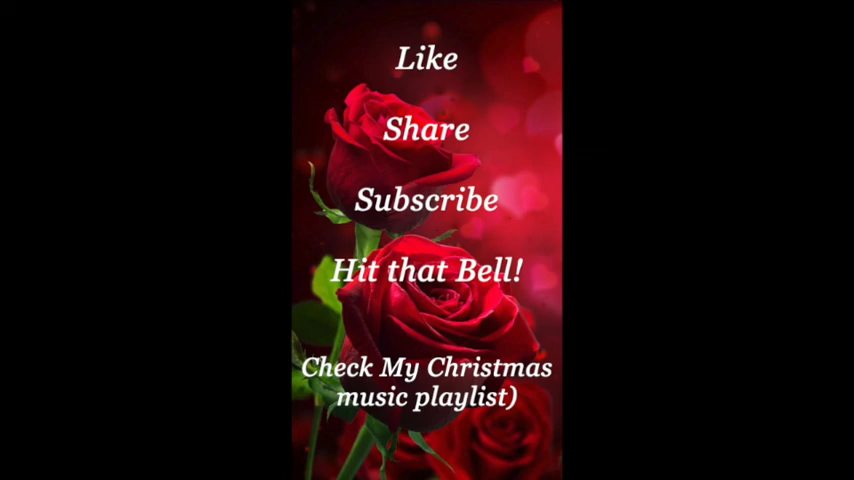 Like
Share
Subscribe
Hit that Bell!
Check My Christmas
music playlist)